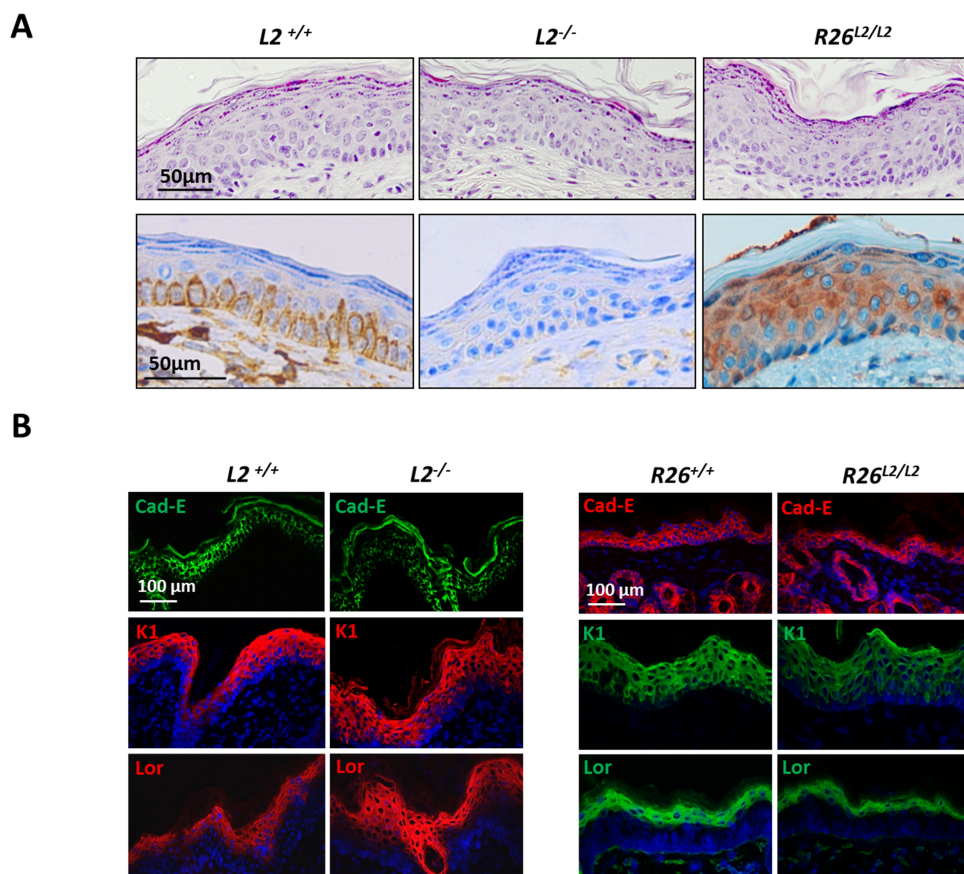 A
L2 +/+ L2-/- R26L2/L2
50µm
50µm
B
L2 +/+ L2-/- R26+/+ R26L2/L2
Cad-E Cad-E Cad-E Cad-E
100 µm 100 µm
K1 K1 K1 K1
Lor Lor Lor Lor